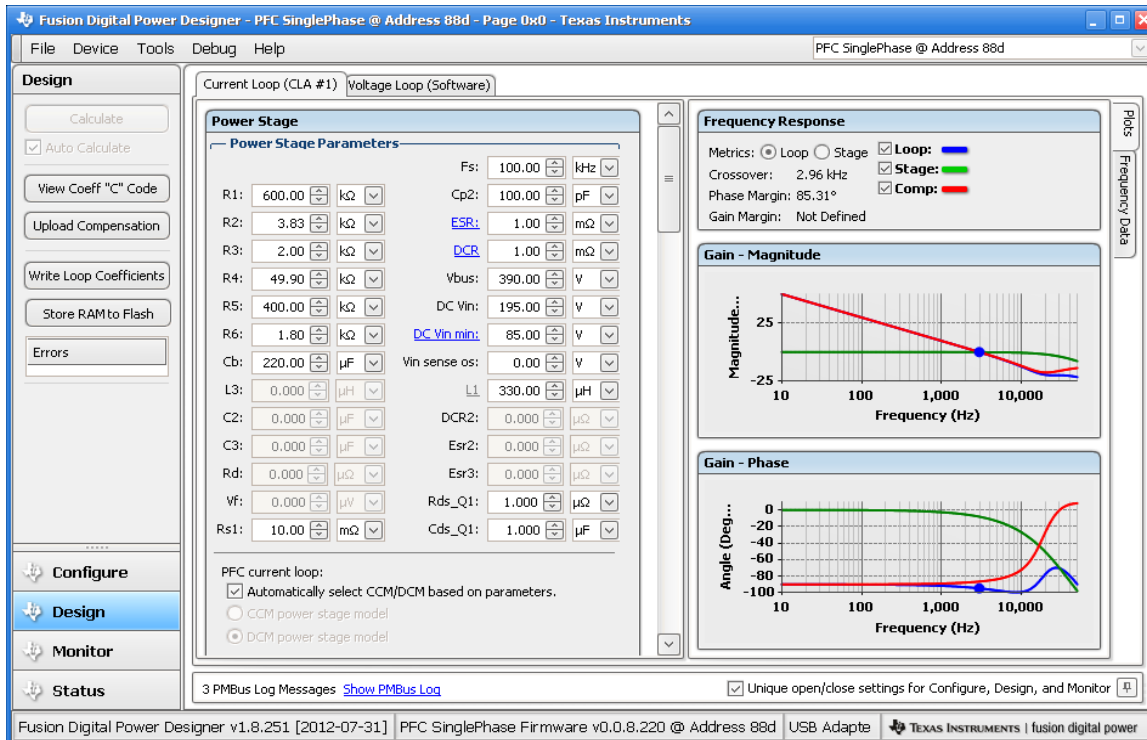 Fusion Digital Power Designer - PFC SinglePhase @ Address 88d - Page 0x0 - Texas Instruments
File Device Tools Debug Help PFC SinglePhase @ Address 88d
Design
Calculate
Auto Calculate
View Coeff "C" Code
Upload Compensation
Write Loop Coefficients
Store RAM to Flash
Errors
Configure
Design
Monitor
Status
Current Loop (CLA #1) Voltage Loop (Software)
Power Stage
Power Stage Parameters
Fs: 100.00 kHz
R1: 600.00 kΩ Cp2: 100.00 pF
R2: 3.83 kΩ ESR: 1.00 mΩ
R3: 2.00 kΩ DCR 1.00 mΩ
R4: 49.90 kΩ Vbus: 390.00 V
R5: 400.00 kΩ DC Vin: 195.00 V
R6: 1.80 kΩ DC Vin min: 85.00 V
Cb: 220.00 µF Vin sense os: 0.00 V
L3: 0.000 µH L1 330.00 µH
C2: 0.000 µF DCR2: 0.000 µΩ
C3: 0.000 µF Esr2: 0.000 µΩ
Rd: 0.000 µΩ Esr3: 0.000 µΩ
Vf: 0.000 µV Rds_Q1: 1.000 µΩ
Rs1: 10.00 mΩ Cds_Q1: 1.000 µF
PFC current loop:
Automatically select CCM/DCM based on parameters.
CCM power stage model
DCM power stage model
Frequency Response
Metrics: Loop Stage Loop:
Crossover: 2.96 kHz Stage:
Phase Margin: 85.31° Comp:
Gain Margin: Not Defined
Plots
Frequency Data
Gain - Magnitude
Magnitude...
25
-25
10 100 1,000 10,000
Frequency (Hz)
Gain - Phase
Angle (Deg...
0
-20
-40
-60
-80
-100
10 100 1,000 10,000
Frequency (Hz)
3 PMBus Log Messages Show PMBus Log Unique open/close settings for Configure, Design, and Monitor
Fusion Digital Power Designer v1.8.251 [2012-07-31] PFC SinglePhase Firmware v0.0.8.220 @ Address 88d USB Adapte TEXAS INSTRUMENTS | fusion digital power